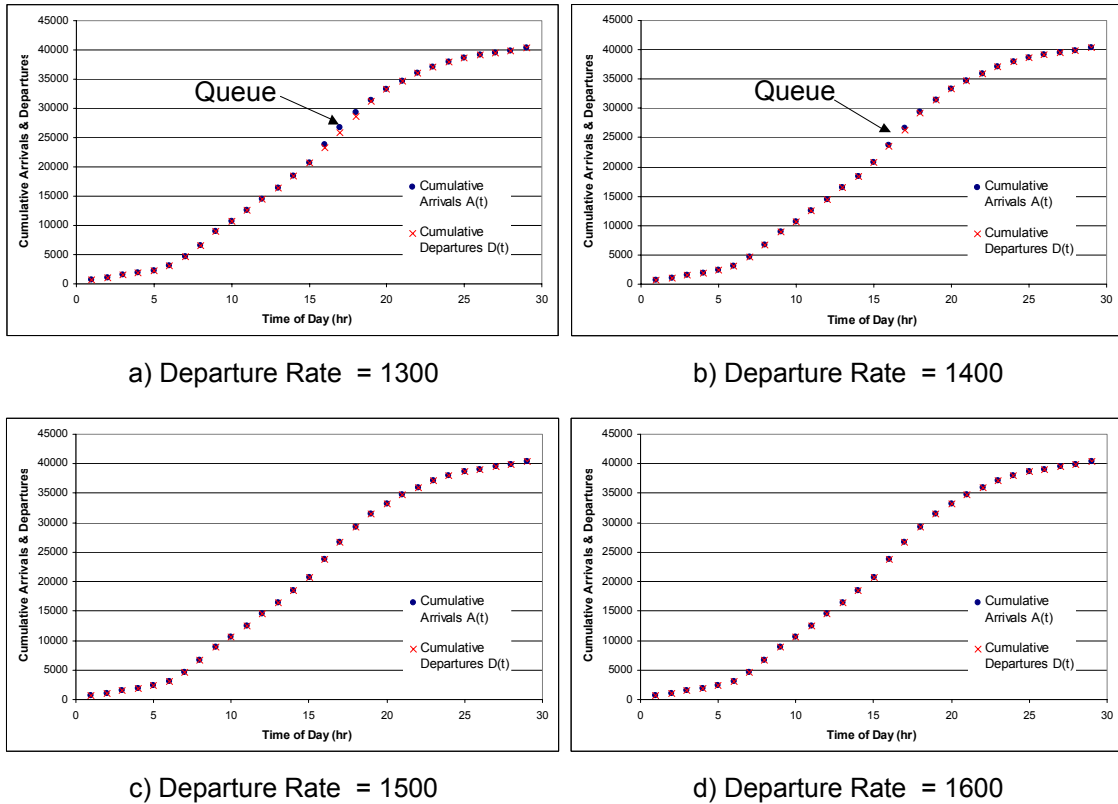 45000
40000
35000
30000
25000
20000
15000
10000
5000
0
Cumulative Arrivals & Departures
Queue
Cumulative
Arrivals A(t)
Cumulative
Departures D(t)
0 5 10 15 20 25 30
Time of Day (hr)
a) Departure Rate = 1300
45000
40000
35000
30000
25000
20000
15000
10000
5000
0
Cumulative Arrivals & Departures
Queue
Cumulative
Arrivals A(t)
Cumulative
Departures D(t)
0 5 10 15 20 25 30
Time of Day (hr)
b) Departure Rate = 1400
45000
40000
35000
30000
25000
20000
15000
10000
5000
0
Cumulative Arrivals & Departures
Cumulative
Arrivals A(t)
Cumulative
Departures D(t)
0 5 10 15 20 25 30
Time of Day (hr)
c) Departure Rate = 1500
45000
40000
35000
30000
25000
20000
15000
10000
5000
0
Cumulative Arrivals & Departures
Cumulative
Arrivals A(t)
Cumulative
Departures D(t)
0 5 10 15 20 25 30
Time of Day (hr)
d) Departure Rate = 1600